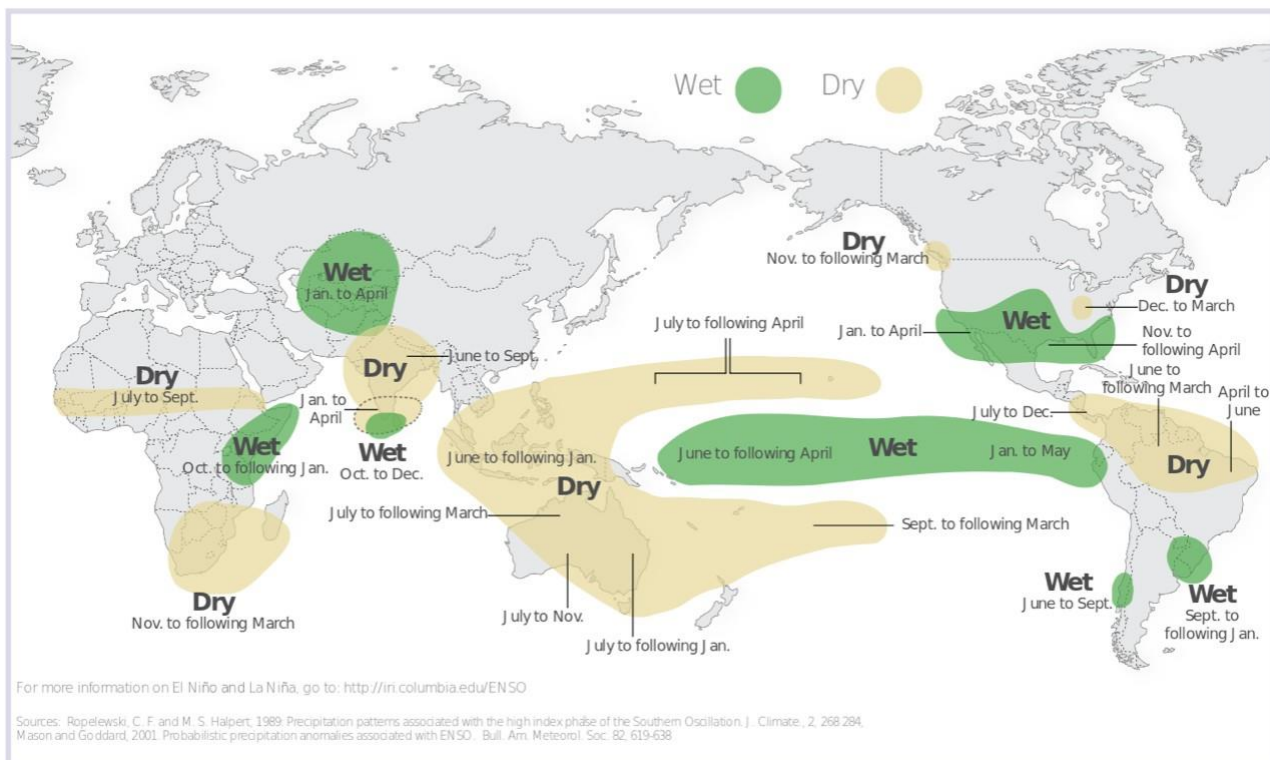 Wet
Dry
Dry
Nov. to following March
Wet
Jan. to April
Dry
Dec. to March
July to following April
Jan. to April
Wet
Nov. to
following April
June to Sept.
Dry
Dry
July to Sept.
Jan. to
April
June to
following March
April to
June
July to Dec.
Wet
Oct. to following Jan.
Wet
Oct. to Dec.
June to following Jan.
Dry
June to following April
Wet
Jan. to May
Dry
July to following March
Sept. to following March
Dry
Nov. to following March
July to Nov.
July to following Jan.
Wet
June to Sept.
Wet
Sept. to
following Jan.
For more information on El Niño and La Niña, go to: http://iri.columbia.edu/ENSO
Sources: Ropelewski, C. F. and M. S. Halpert, 1989: Precipitation patterns associated with the high index phase of the Southern Oscillation. J. Climate., 2, 268 284,
Mason and Goddard, 2001. Probabilistic precipitation anomalies associated with ENSO. Bull. Am. Meteorol. Soc. 82, 619-638